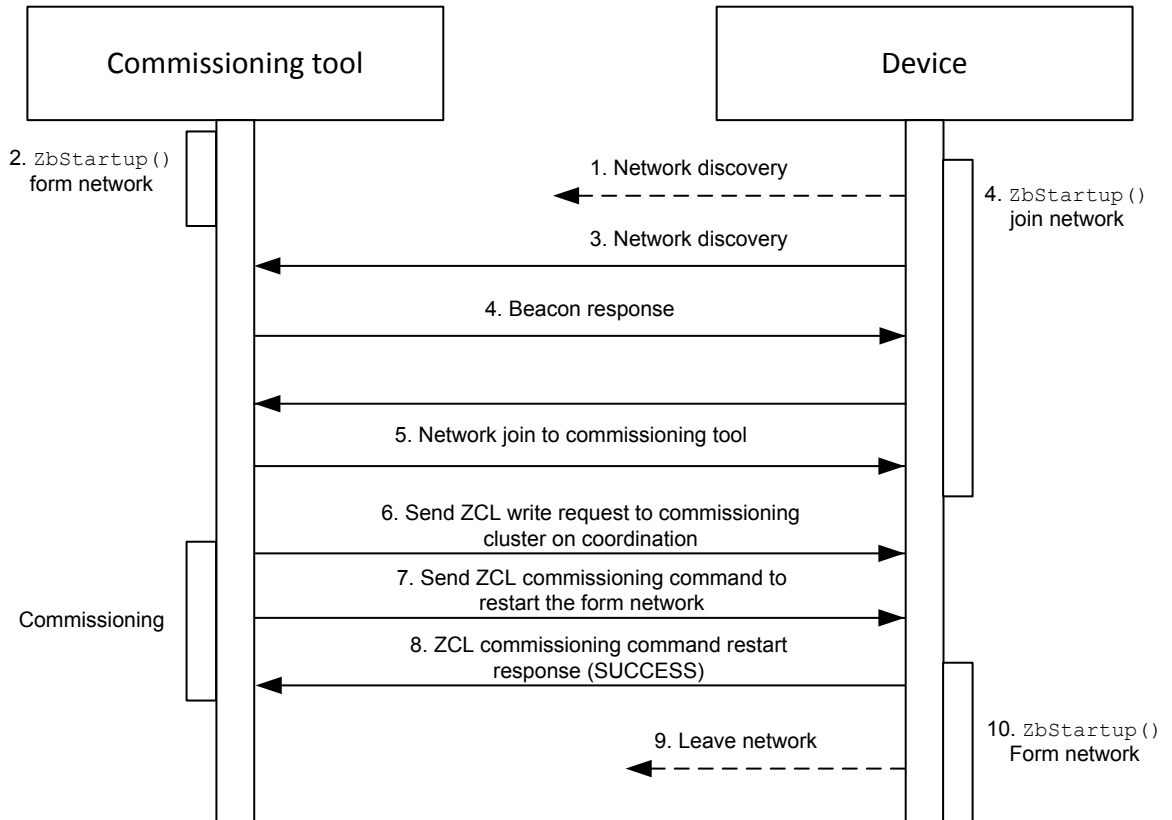 Commissioning tool
Device
2. ZbStartup()
form network
1. Network discovery
4. ZbStartup()
join network
3. Network discovery
4. Beacon response
5. Network join to commissioning tool
6. Send ZCL write request to commissioning
cluster on coordination
7. Send ZCL commissioning command to
restart the form network
Commissioning
8. ZCL commissioning command restart
response (SUCCESS)
9. Leave network
10. ZbStartup()
Form network